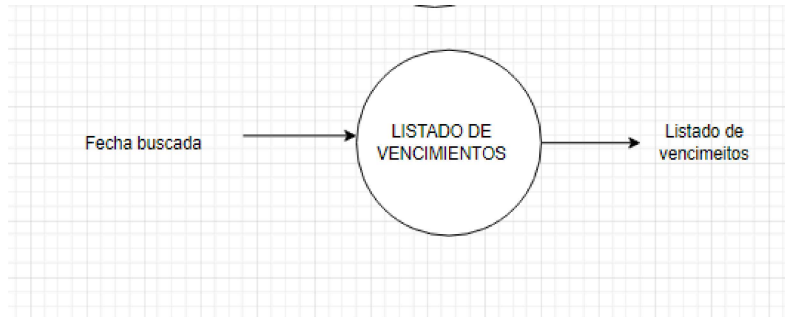 Fecha buscada
LISTADO DE
VENCIMIENTOS
Listado de
vencimeitos